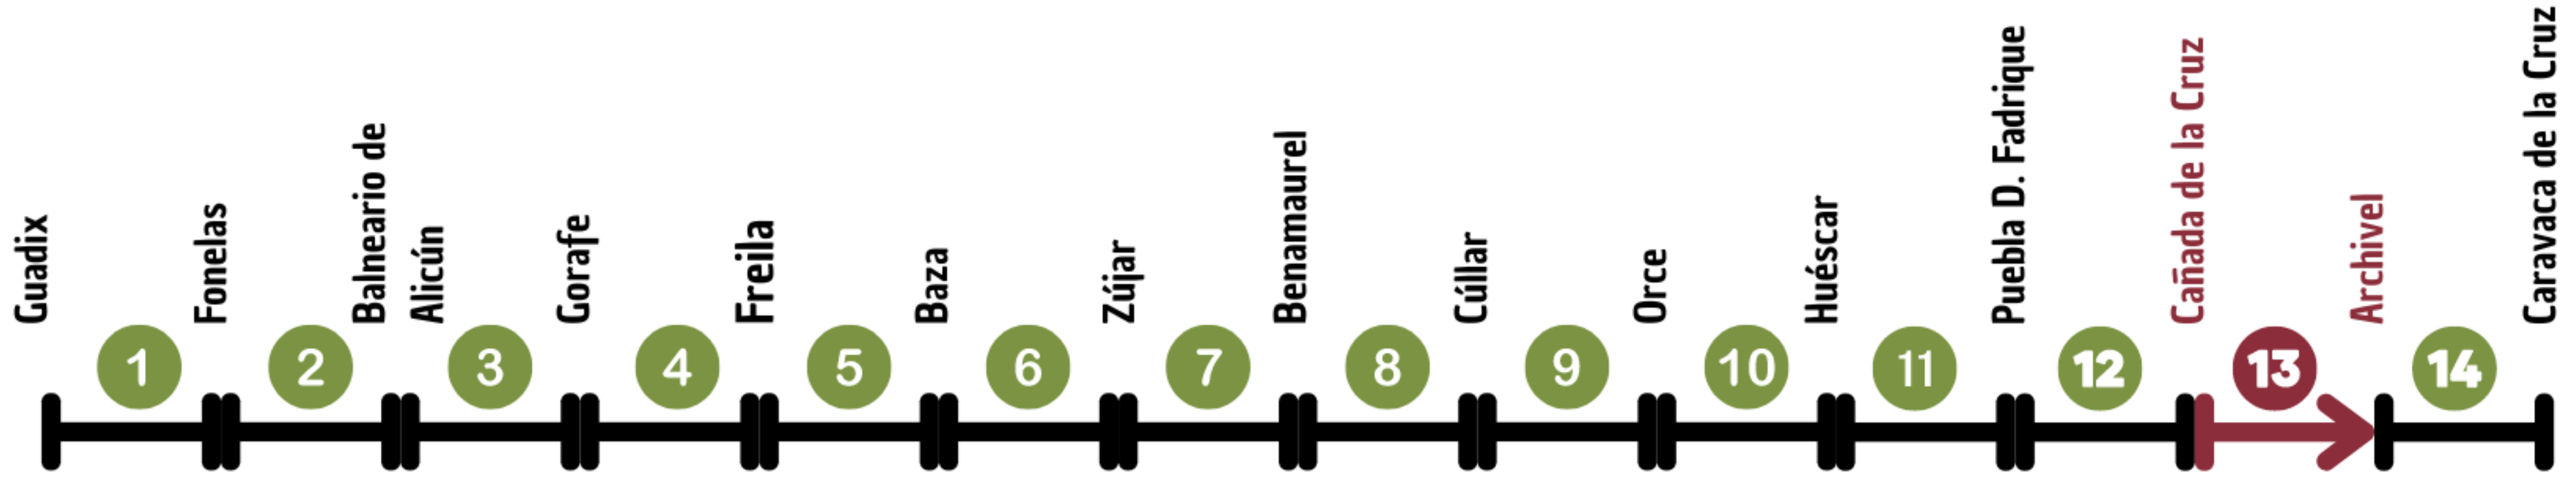 Guadix
Fonelas
Balneario de
Alicún
Gorafe
Freila
Baza
Zújar
Benamaurel
Cúllar
Orce
Huéscar
Puebla D. Fadrique
Cañada de la Cruz
Archivel
Caravaca de la Cruz
1
2
3
4
5
6
7
8
9
10
11
12
13
14